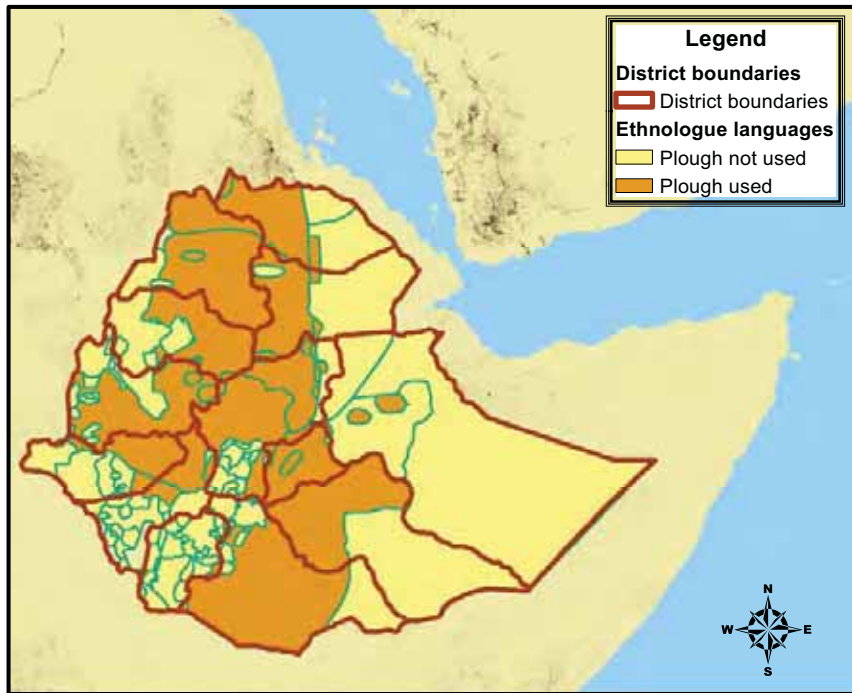 Legend
District boundaries
District boundaries
Ethnologue languages
Plough not used
Plough used
N
W E
S